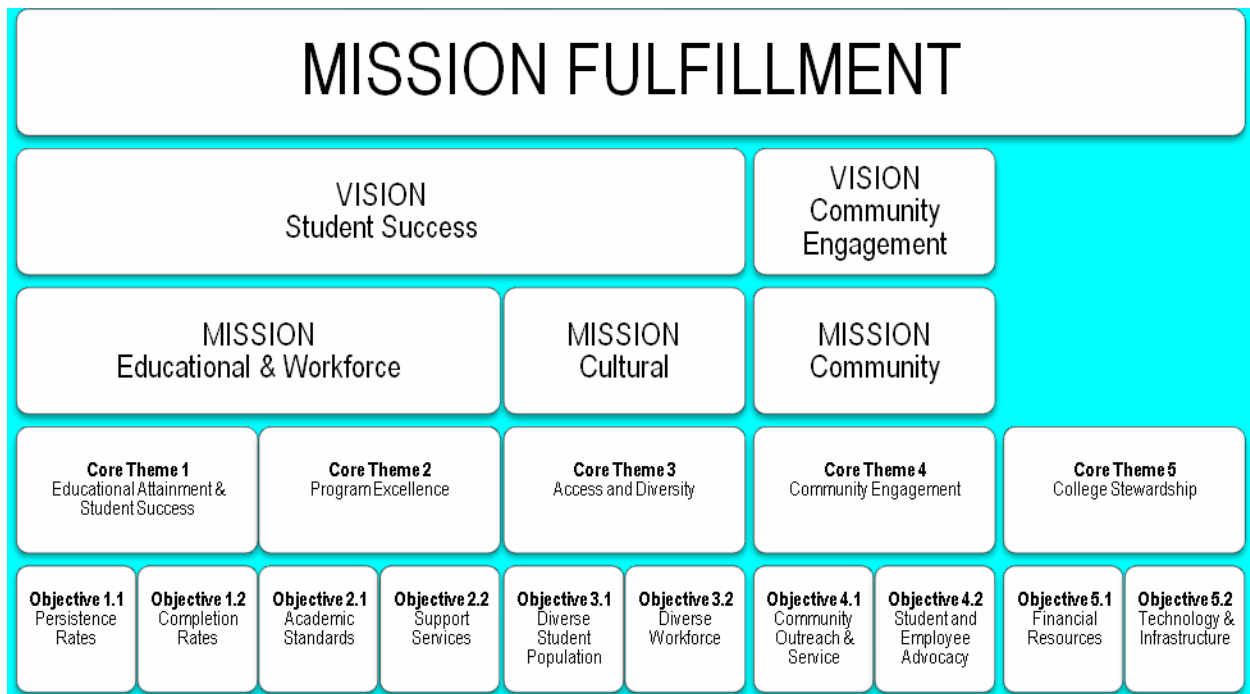 MISSION FULFILLMENT
VISION
Student Success
VISION
Community
Engagement
MISSION
Educational & Workforce
MISSION
Cultural
MISSION
Community
Core Theme 1
Educational Attainment &
Student Success
Core Theme 2
Program Excellence
Core Theme 3
Access and Diversity
Core Theme 4
Community Engagement
Core Theme 5
College Stewardship
Objective 1.1
Persistence
Rates
Objective 1.2
Completion
Rates
Objective 2.1
Academic
Standards
Objective 2.2
Support
Services
Objective 3.1
Diverse
Student
Population
Objective 3.2
Diverse
Workforce
Objective 4.1
Community
Outreach &
Service
Objective 4.2
Student and
Employee
Advocacy
Objective 5.1
Financial
Resources
Objective 5.2
Technology &
Infrastructure